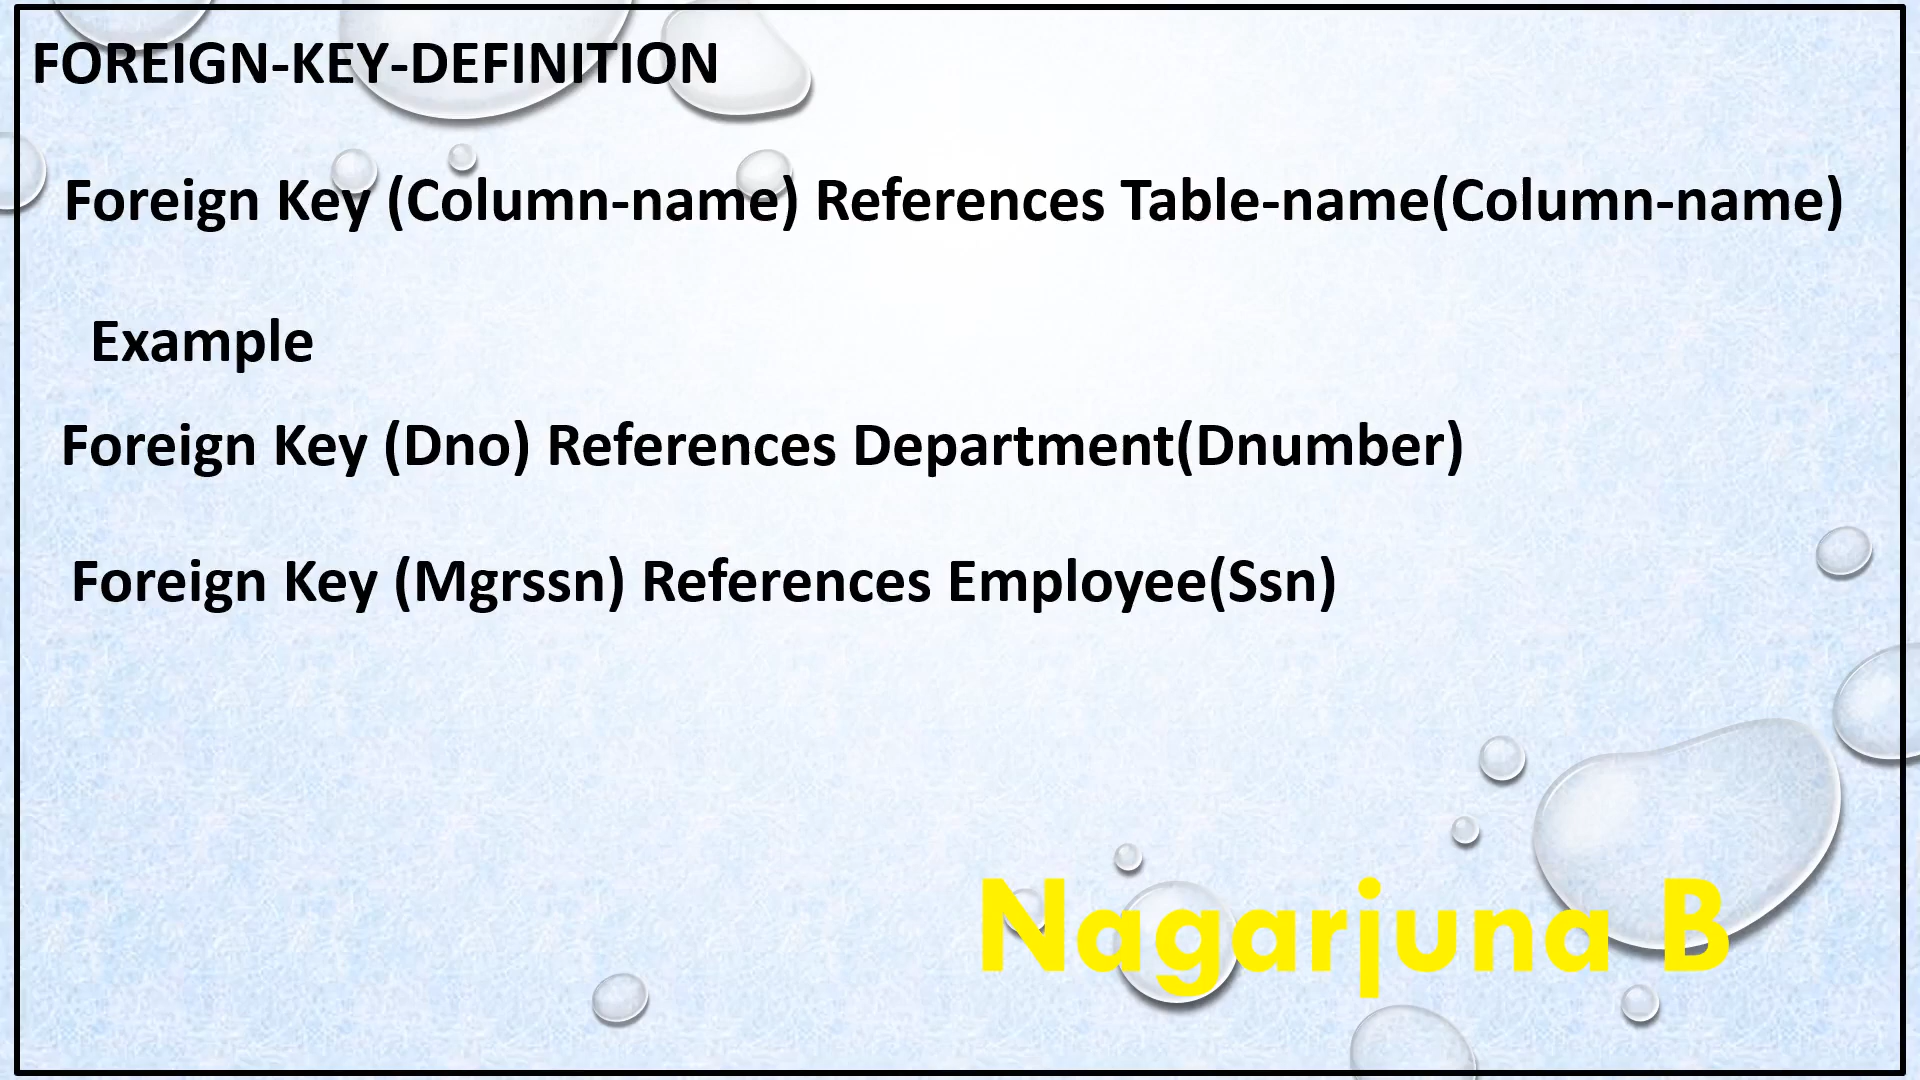 FOREIGN-KEY-DEFINITION
Foreign Key (Column-name) References Table-name(Column-name)
Example
Foreign Key (Dno) References Department(Dnumber)
Foreign Key (Mgrssn) References Employee(Ssn)
Nagarjuna B